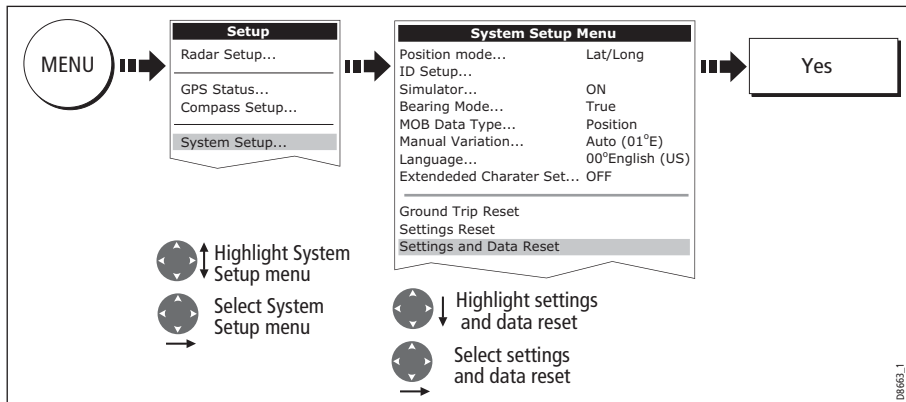 MENU
Setup
Radar Setup...
GPS Status...
Compass Setup...
System Setup...
Highlight System
Setup menu
Select System
Setup menu
System Setup Menu
Position mode... Lat/Long
ID Setup...
Simulator... ON
Bearing Mode... True
MOB Data Type... Position
Manual Variation... Auto (01°E)
Language... 00°English (US)
Extendeded Charater Set... OFF
Ground Trip Reset
Settings Reset
Settings and Data Reset
Highlight settings
and data reset
Select settings
and data reset
Yes
D8663_1